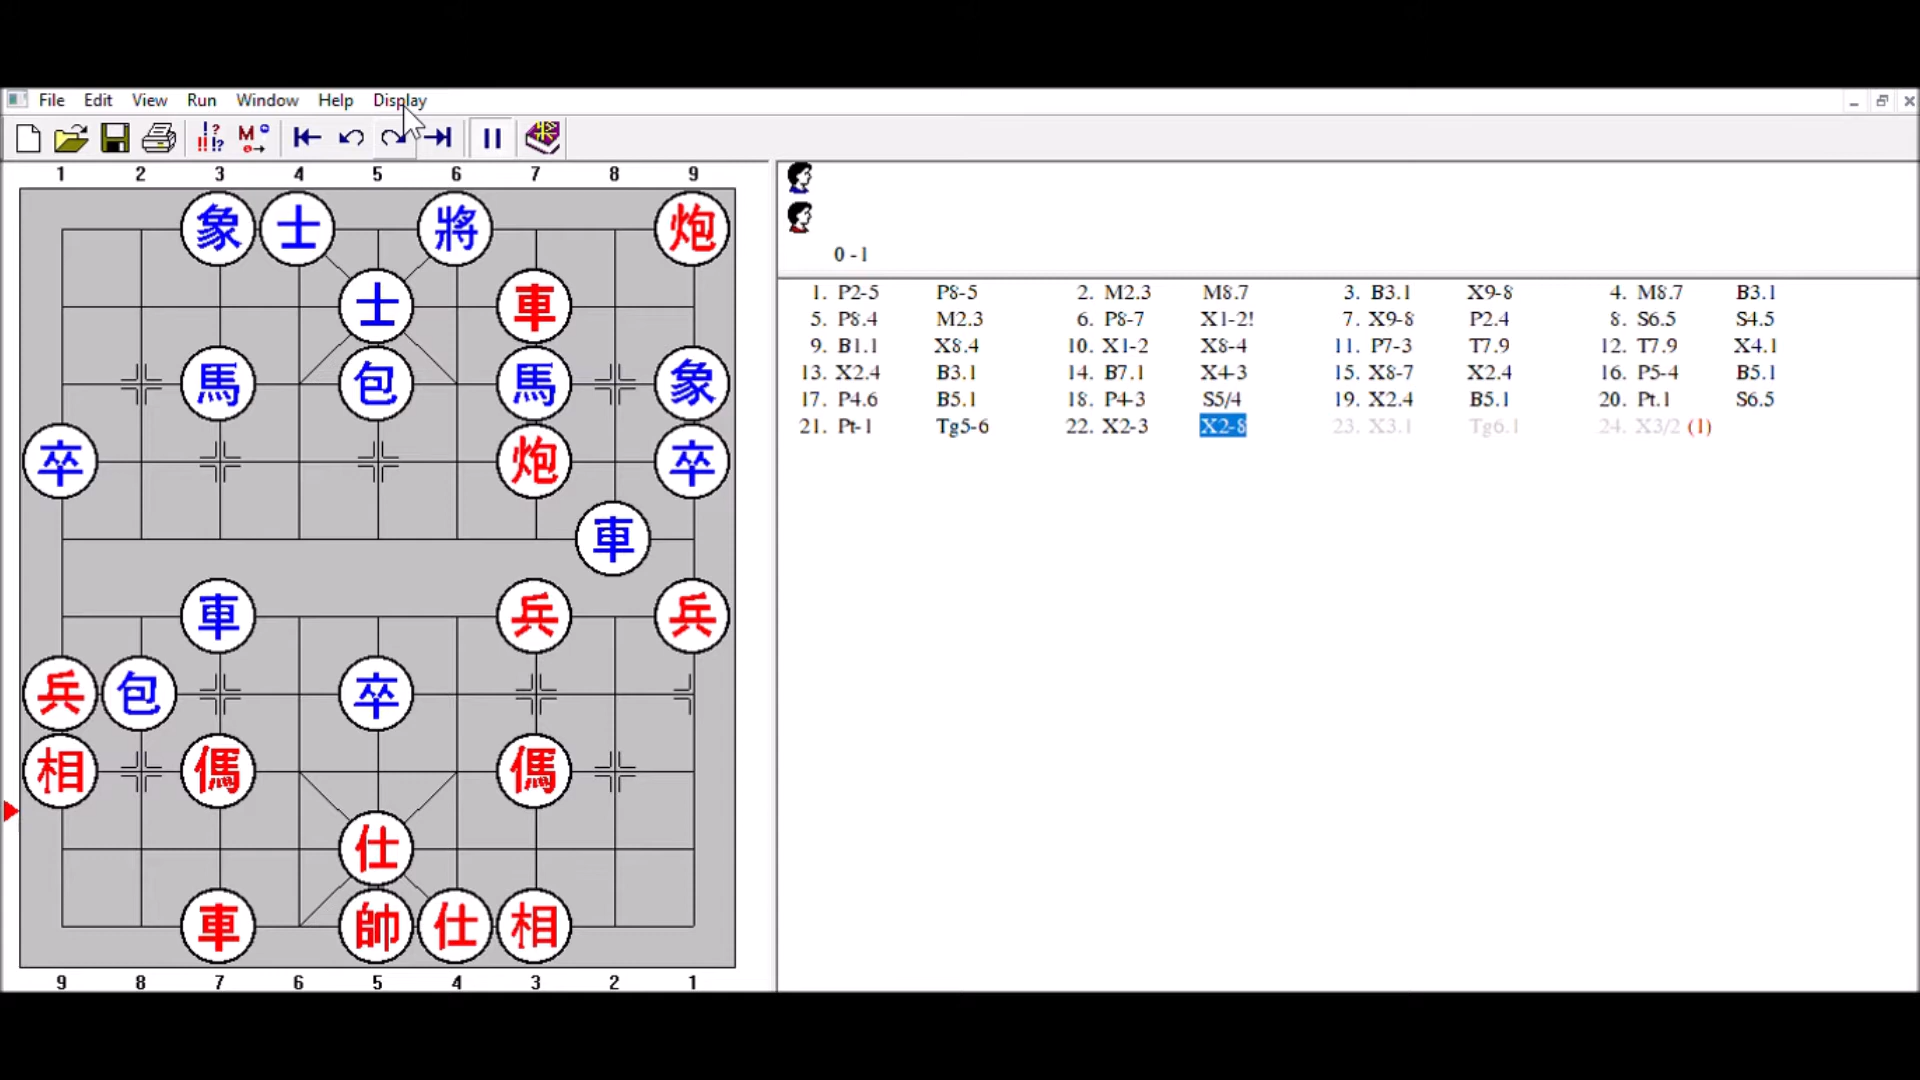 File Edit View Run Window Help Display
1 2 3 4 5 6 7 8 9
0 - 1
象 士 將 炮
1. P2-5 P8-5 2. M2.3 M8.7 3. B3.1 X9-8 4. M8.7 B3.1
士 車
5. P8.4 M2.3 6. P8-7 X1-2! 7. X9-8 P2.4 8. S6.5 S4.5
9. B1.1 X8.4 10. X1-2 X8-4 11. P7-3 T7.9 12. T7.9 X4.1
馬 包 馬 象
13. X2.4 B3.1 14. B7.1 X4-3 15. X8-7 X2.4 16. P5-4 B5.1
17. P4.6 B5.1 18. P4-3 S5/4 19. X2.4 B5.1 20. Pt.1 S6.5
21. Pt-1 Tg5-6 22. X2-3 X2-8 23. X3.1 Tg6.1 24. X3/2 (1)
卒 炮 卒
車
車 兵 兵
兵 包 卒
相 傌 傌
仕
車 帥 仕 相
9 8 7 6 5 4 3 2 1